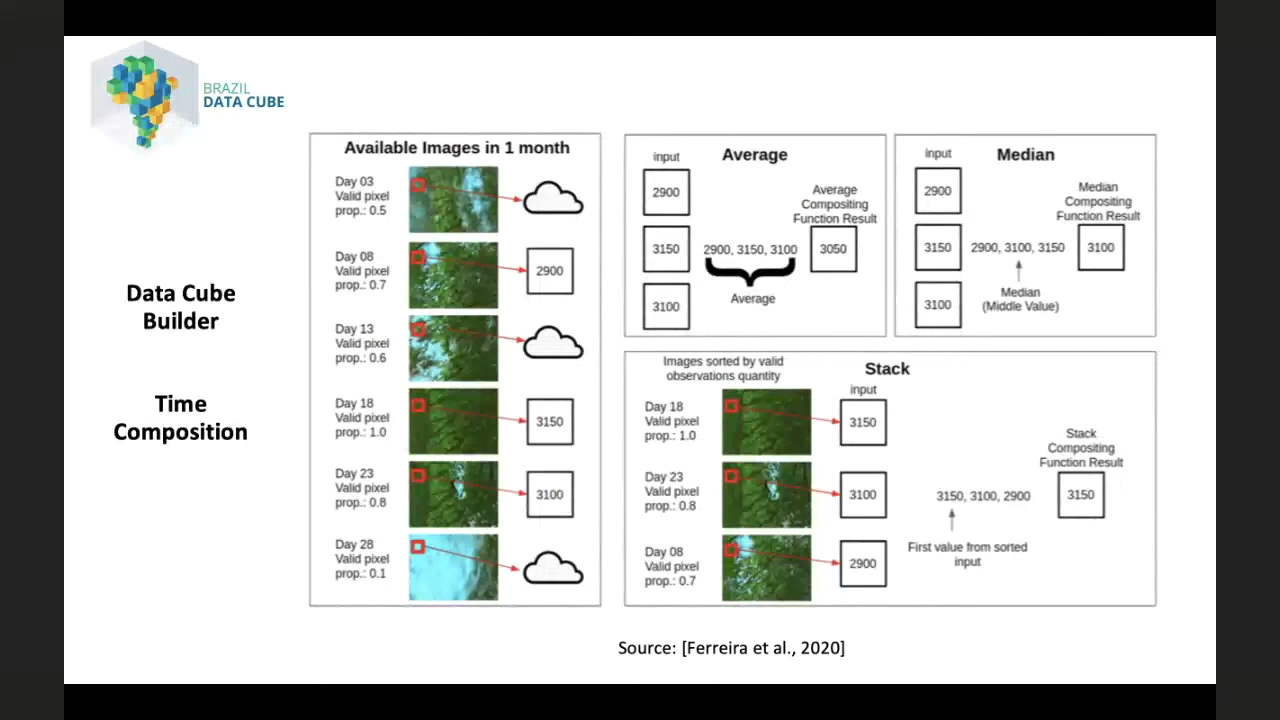 BRAZIL
DATA CUBE
Data Cube
Builder
Time
Composition
Available Images in 1 month
Day 03
Valid pixel
prop.: 0.5
Day 08
Valid pixel
prop.: 0.7
2900
Day 13
Valid pixel
prop.: 0.6
Day 18
Valid pixel
prop.: 1.0
3150
Day 23
Valid pixel
prop.: 0.8
3100
Day 28
Valid pixel
prop.: 0.1
input
Average
2900
3150
3100
2900, 3150, 3100
Average
Average
Compositing
Function Result
3050
input
Median
2900
3150
3100
2900, 3100, 3150
Median
(Middle Value)
Median
Compositing
Function Result
3100
Images sorted by valid
observations quantity
Stack
input
Day 18
Valid pixel
prop.: 1.0
3150
Day 23
Valid pixel
prop.: 0.8
3100
Day 08
Valid pixel
prop.: 0.7
2900
3150, 3100, 2900
First value from sorted
input
Stack
Compositing
Function Result
3150
Source: [Ferreira et al., 2020]